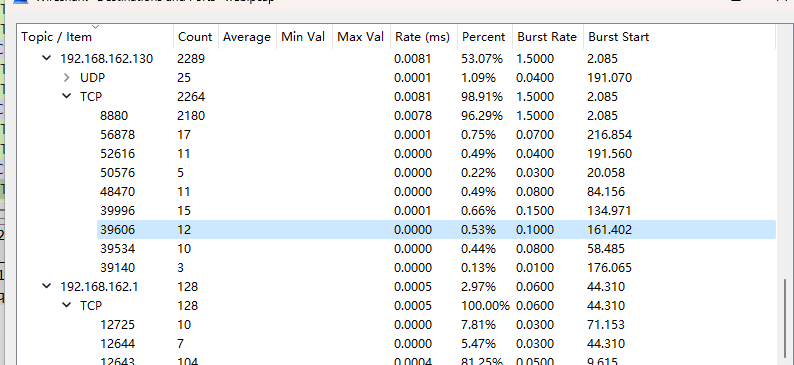 Topic / Item Count Average Min Val Max Val Rate (ms) Percent Burst Rate Burst Start
192.168.162.130 2289 0.0081 53.07% 1.5000 2.085
UDP 25 0.0001 1.09% 0.0400 191.070
TCP 2264 0.0081 98.91% 1.5000 2.085
8880 2180 0.0078 96.29% 1.5000 2.085
56878 17 0.0001 0.75% 0.0700 216.854
52616 11 0.0000 0.49% 0.0400 191.560
50576 5 0.0000 0.22% 0.0300 20.058
48470 11 0.0000 0.49% 0.0800 84.156
39996 15 0.0001 0.66% 0.1500 134.971
39606 12 0.0000 0.53% 0.1000 161.402
39534 10 0.0000 0.44% 0.0800 58.485
39140 3 0.0000 0.13% 0.0100 176.065
192.168.162.1 128 0.0005 2.97% 0.0600 44.310
TCP 128 0.0005 100.00% 0.0600 44.310
12725 10 0.0000 7.81% 0.0300 71.153
12644 7 0.0000 5.47% 0.0300 44.310
12643 104 0.0004 81.25% 0.0500 9.615